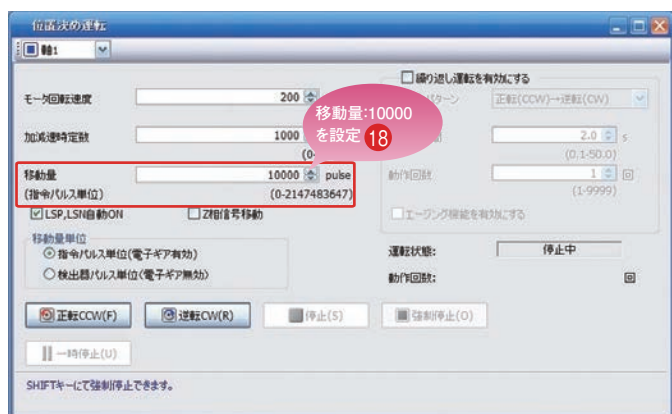 位置決め運転
軸1
モータ回転速度
200
加減速時定数
1000
(0-
移動量
10000 pulse
(指令パルス単位)
(0-2147483647)
移動量:10000
を設定 18
LSP,LSN自動ON
Z相信号移動
移動量単位
指令パルス単位(電子ギア有効)
検出器パルス単位(電子ギア無効)
正転CCW(F)
逆転CW(R)
停止(S)
強制停止(O)
一時停止(U)
SHIFTキーにて強制停止できます。
繰り返し運転を有効にする
パターン
正転(CCW)→逆転(CW)
2.0 s
(0.1-50.0)
動作回数
1 回
(1-9999)
エージング機能を有効にする
運転状態:
停止中
動作回数:
回